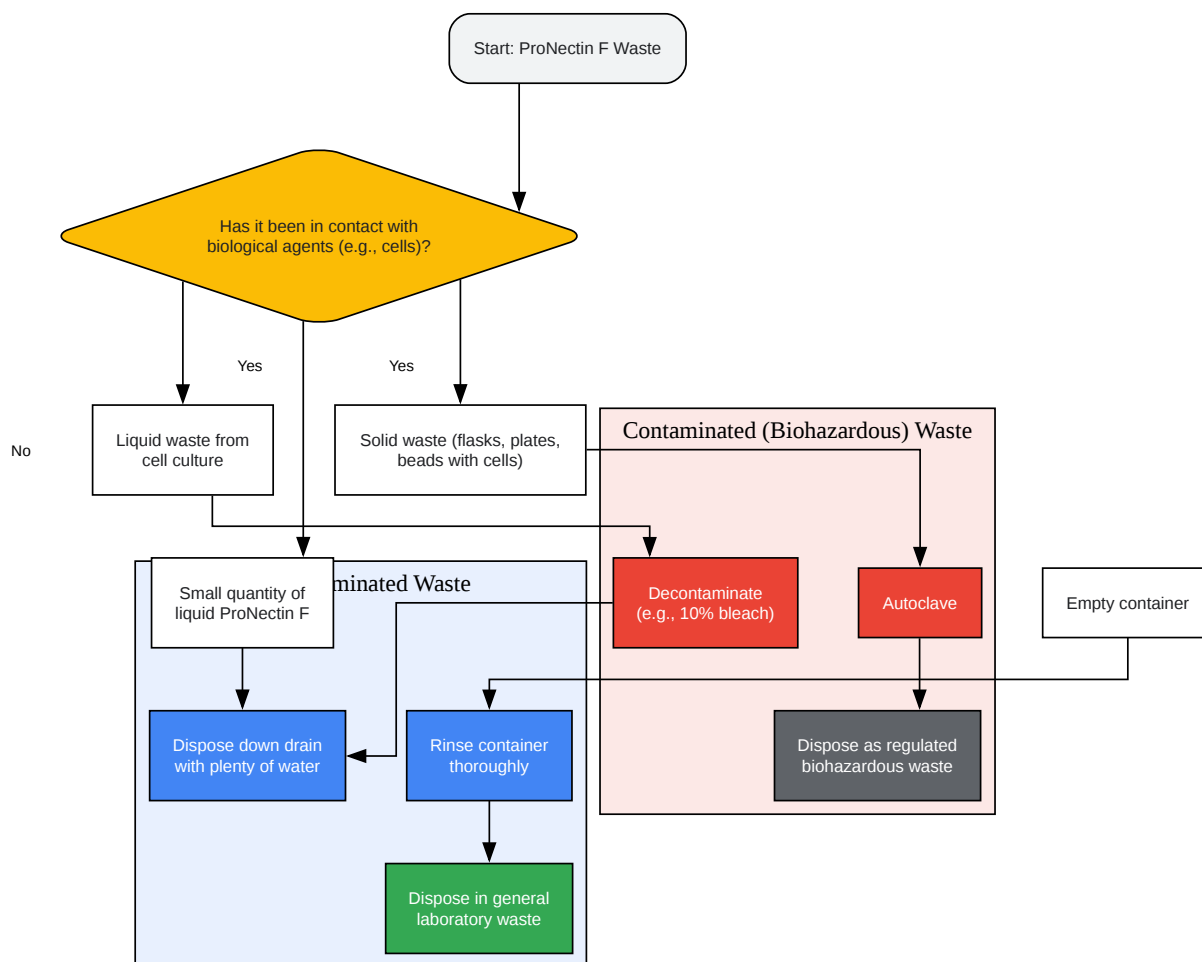 Start: ProNectin F Waste
Has it been in contact with
biological agents (e.g., cells)?
Yes
Yes
No
Liquid waste from
cell culture
Solid waste (flasks, plates,
beads with cells)
Contaminated (Biohazardous) Waste
minated Waste
Small quantity of
liquid ProNectin F
Decontaminate
(e.g., 10% bleach)
Autoclave
Empty container
Dispose down drain
with plenty of water
Rinse container
thoroughly
Dispose as regulated
biohazardous waste
Dispose in general
laboratory waste